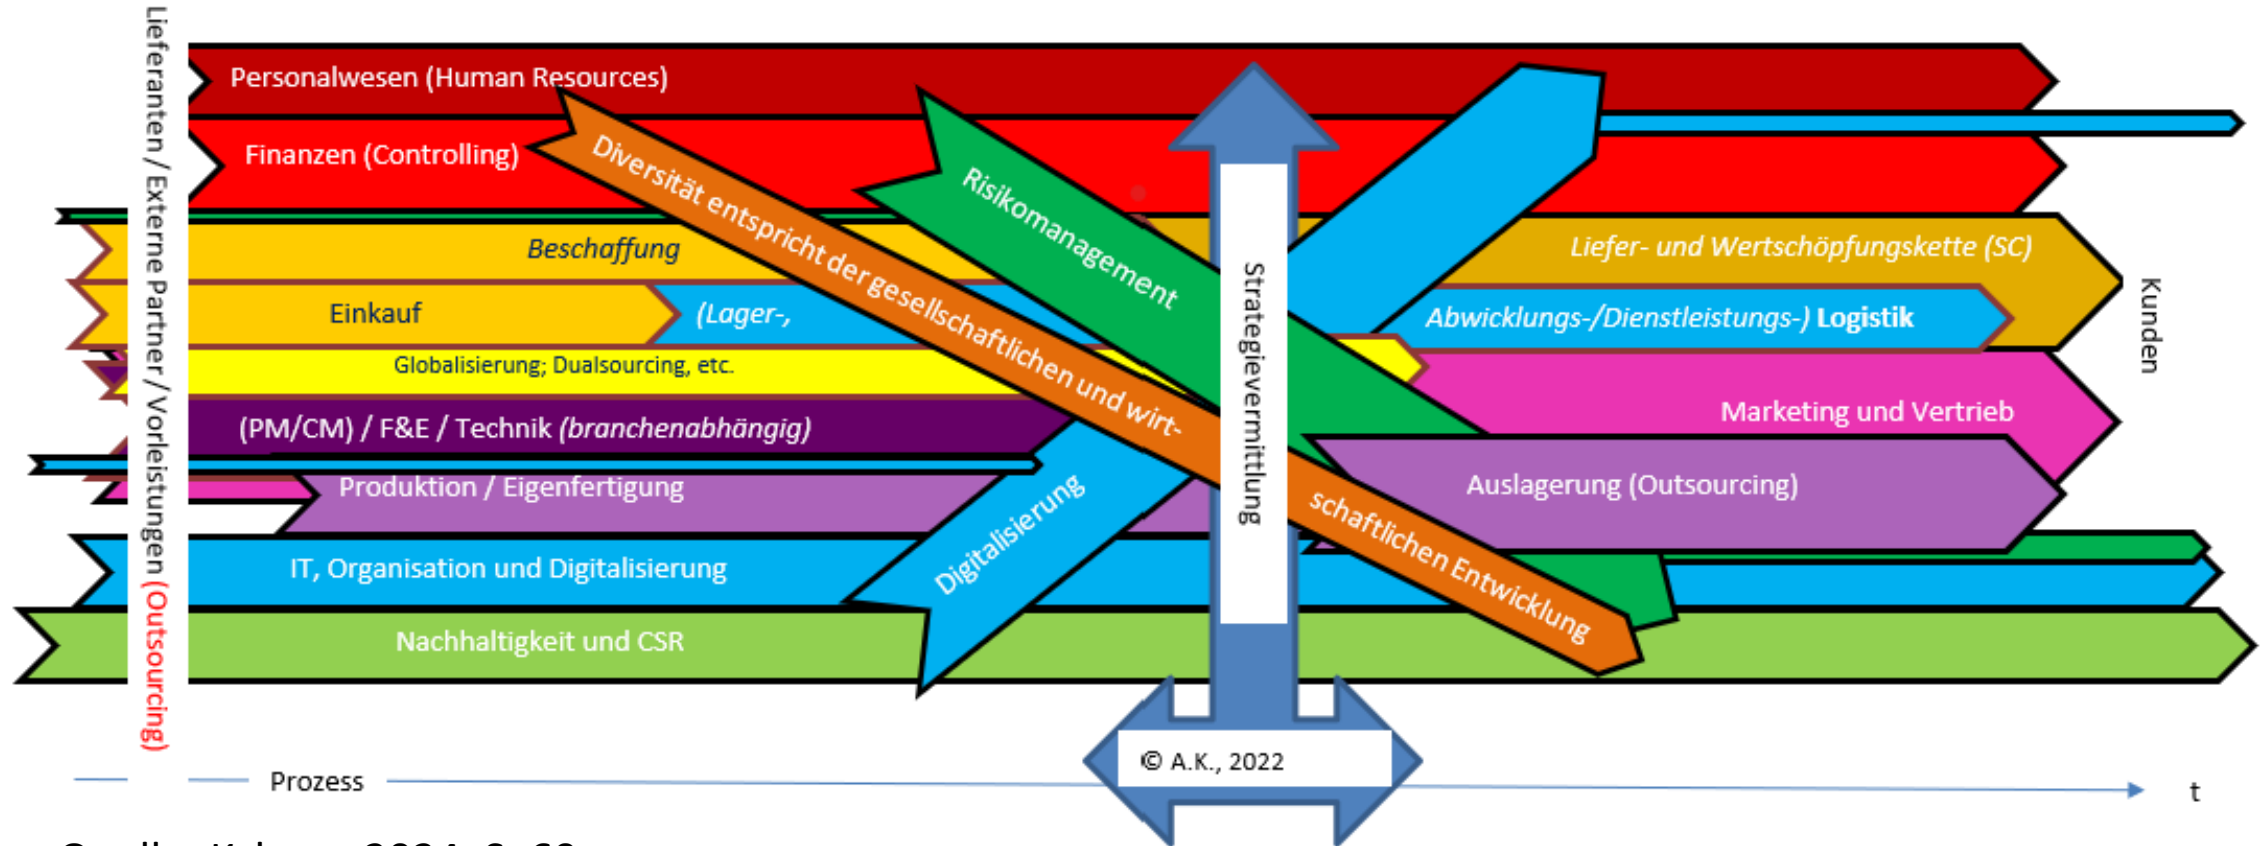 Lieferanten / Externe Partner / Vorleistungen (Outsourcing)
Personalwesen (Human Resources)
Finanzen (Controlling)
Diversität entspricht der gesellschaftlichen und wirt-
schaftlichen Entwicklung
Risikomanagement
Strategievermittlung
Beschaffung
Liefer- und Wertschöpfungskette (SC)
Einkauf
(Lager-,
Abwicklungs-/Dienstleistungs-) Logistik
Kunden
Globalisierung; Dualsourcing, etc.
Marketing und Vertrieb
(PM/CM) / F&E / Technik (branchenabhängig)
Produktion / Eigenfertigung
Auslagerung (Outsourcing)
Digitalisierung
IT, Organisation und Digitalisierung
Nachhaltigkeit und CSR
© A.K., 2022
Prozess
t